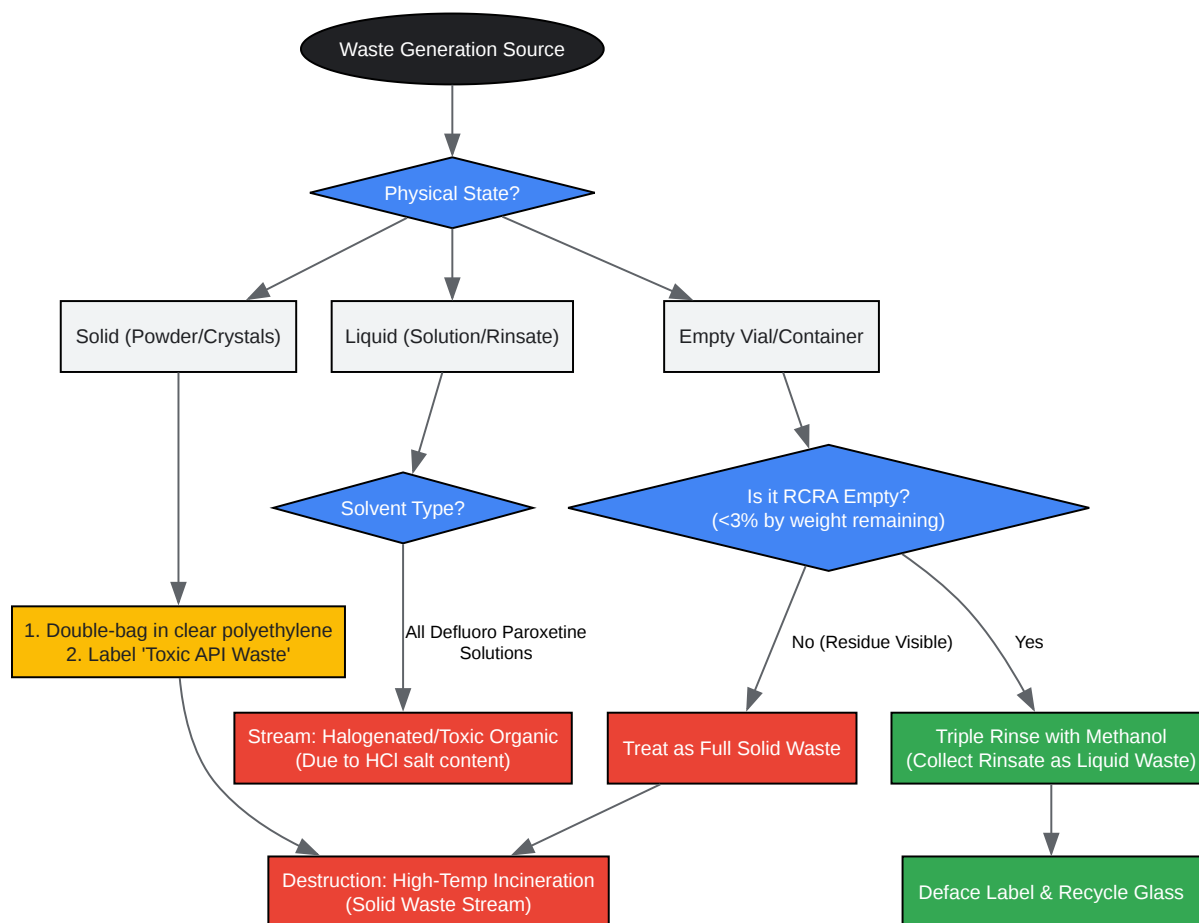 Waste Generation Source
Physical State?
Solid (Powder/Crystals)
Liquid (Solution/Rinsate)
Empty Vial/Container
Solvent Type?
Is it RCRA Empty?
(<3% by weight remaining)
1. Double-bag in clear polyethylene
2. Label 'Toxic API Waste'
All Defluoro Paroxetine
Solutions
No (Residue Visible)
Yes
Stream: Halogenated/Toxic Organic
(Due to HCl salt content)
Treat as Full Solid Waste
Triple Rinse with Methanol
(Collect Rinsate as Liquid Waste)
Destruction: High-Temp Incineration
(Solid Waste Stream)
Deface Label & Recycle Glass